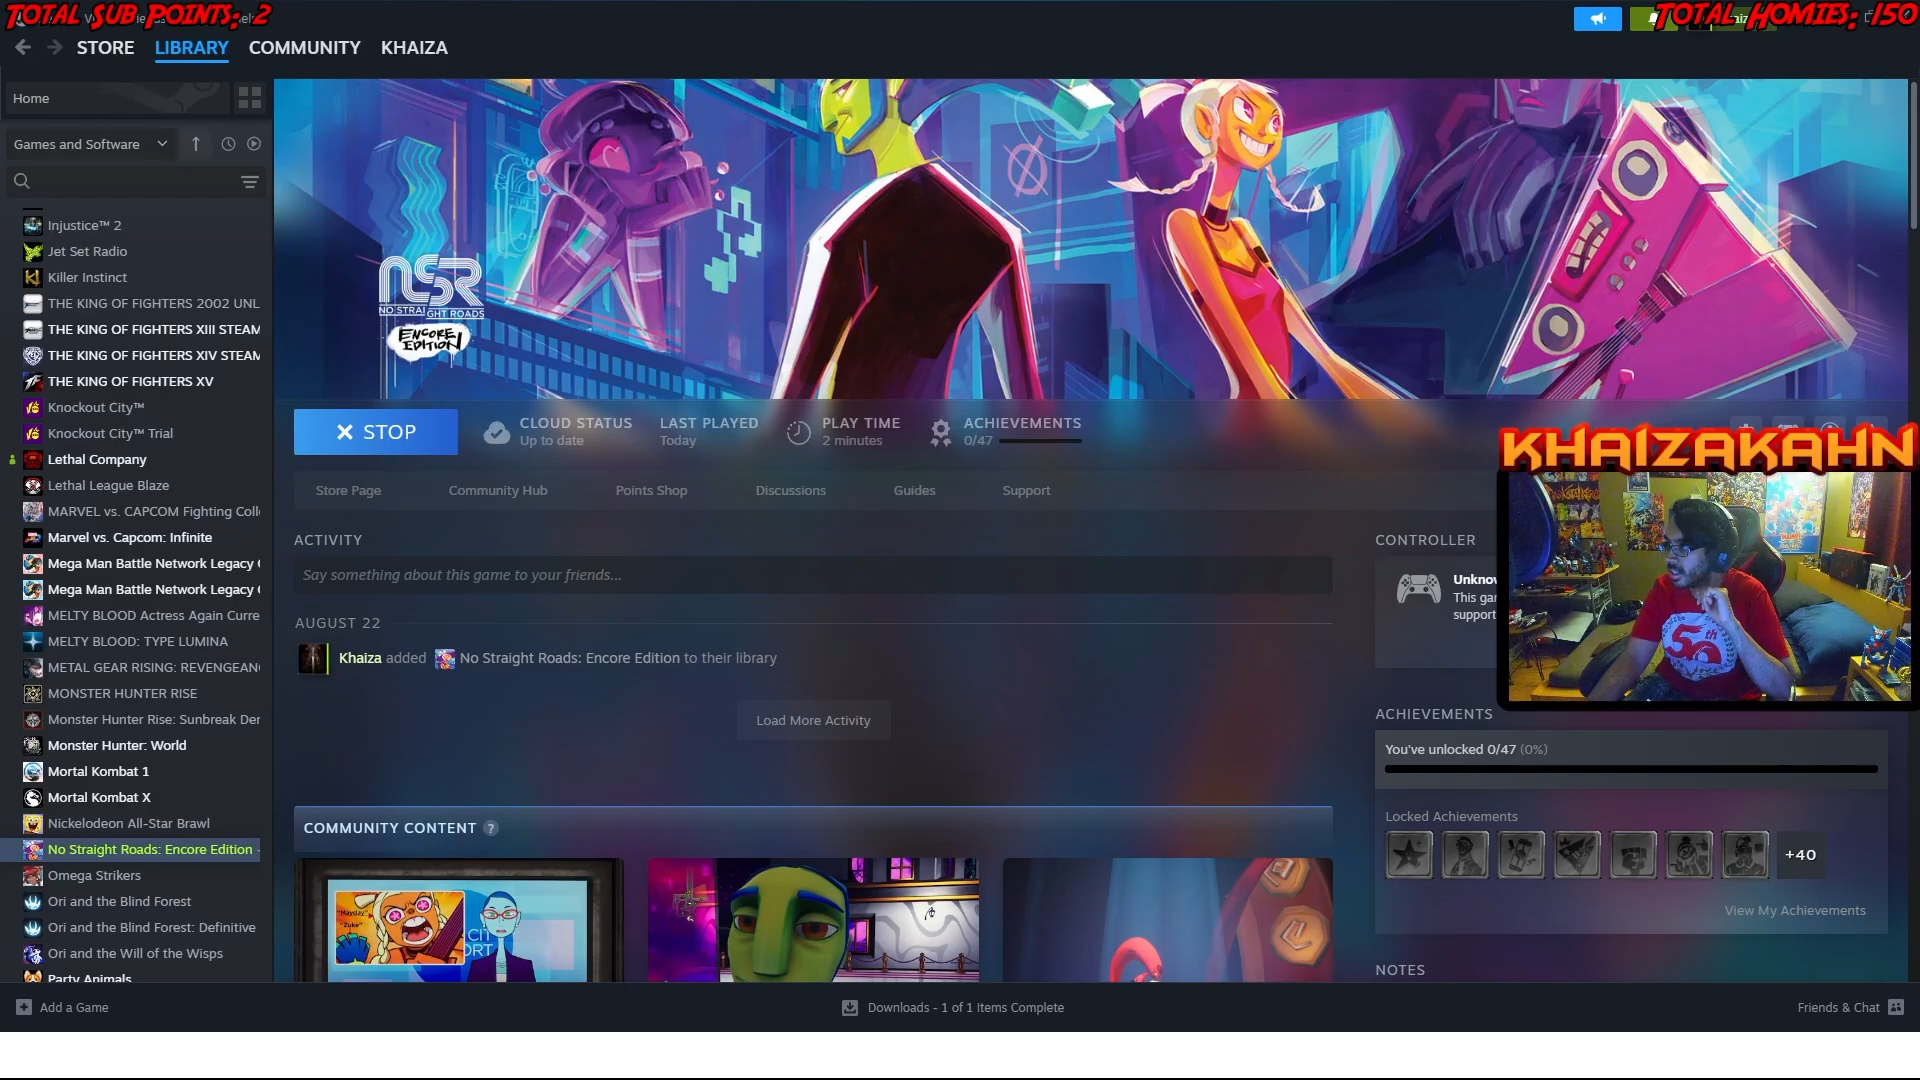 TOTAL SUB POINTS: 2
TOTAL HOMIES: 150
STORE
LIBRARY
COMMUNITY
KHAIZA
Home
Games and Software
Injustice™ 2
Jet Set Radio
Killer Instinct
THE KING OF FIGHTERS 2002 UNL
THE KING OF FIGHTERS XIII STEAM
THE KING OF FIGHTERS XIV STEAM
THE KING OF FIGHTERS XV
Knockout City™
Knockout City™ Trial
Lethal Company
Lethal League Blaze
MARVEL vs. CAPCOM Fighting Coll
Marvel vs. Capcom: Infinite
Mega Man Battle Network Legacy
Mega Man Battle Network Legacy
MELTY BLOOD Actress Again Curre
MELTY BLOOD: TYPE LUMINA
METAL GEAR RISING: REVENGEAN
MONSTER HUNTER RISE
Monster Hunter Rise: Sunbreak Der
Monster Hunter: World
Mortal Kombat 1
Mortal Kombat X
Nickelodeon All-Star Brawl
No Straight Roads: Encore Edition -
Omega Strikers
Ori and the Blind Forest
Ori and the Blind Forest: Definitive
Ori and the Will of the Wisps
Party Animals
NSR
NO STRAIGHT ROADS
ENCORE EDITION
STOP
CLOUD STATUS
Up to date
LAST PLAYED
Today
PLAY TIME
2 minutes
ACHIEVEMENTS
0/47
Store Page
Community Hub
Points Shop
Discussions
Guides
Support
ACTIVITY
Say something about this game to your friends...
AUGUST 22
Khaiza added No Straight Roads: Encore Edition to their library
Load More Activity
COMMUNITY CONTENT ?
"Mayday"
"Zuke"
KHAIZAKAHN
CONTROLLER
Unknow
This gam
support
50th
ACHIEVEMENTS
You've unlocked 0/47 (0%)
Locked Achievements
+40
View My Achievements
NOTES
Add a Game
Downloads - 1 of 1 Items Complete
Friends & Chat